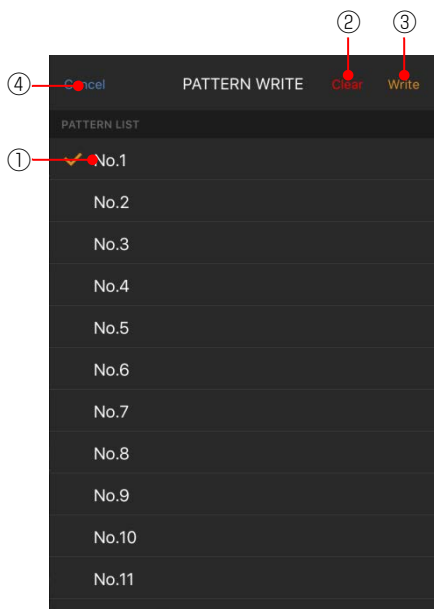 ② ③
④ Cancel PATTERN WRITE Clear Write
PATTERN LIST
① No.1
No.2
No.3
No.4
No.5
No.6
No.7
No.8
No.9
No.10
No.11